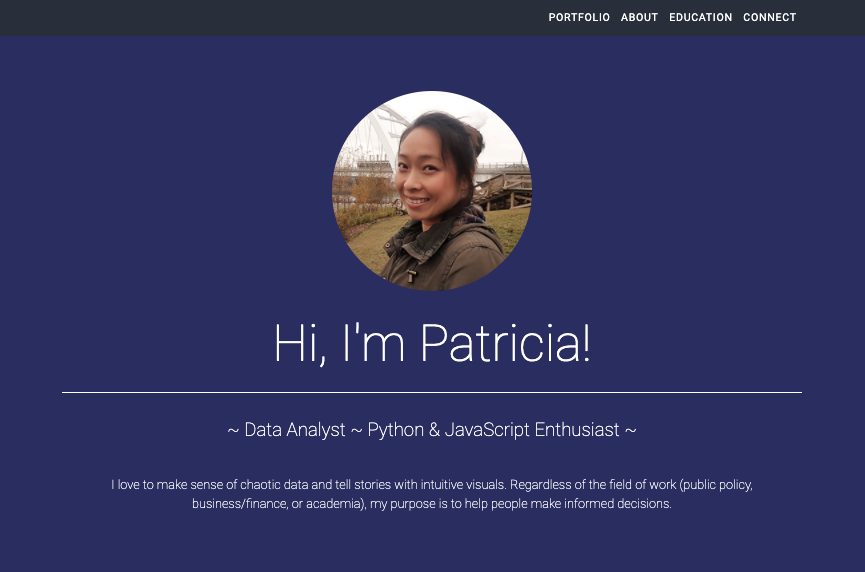 PORTFOLIO ABOUT EDUCATION CONNECT
Hi, I'm Patricia!
~ Data Analyst ~ Python & JavaScript Enthusiast ~
I love to make sense of chaotic data and tell stories with intuitive visuals. Regardless of the field of work (public policy,
business/finance, or academia), my purpose is to help people make informed decisions.